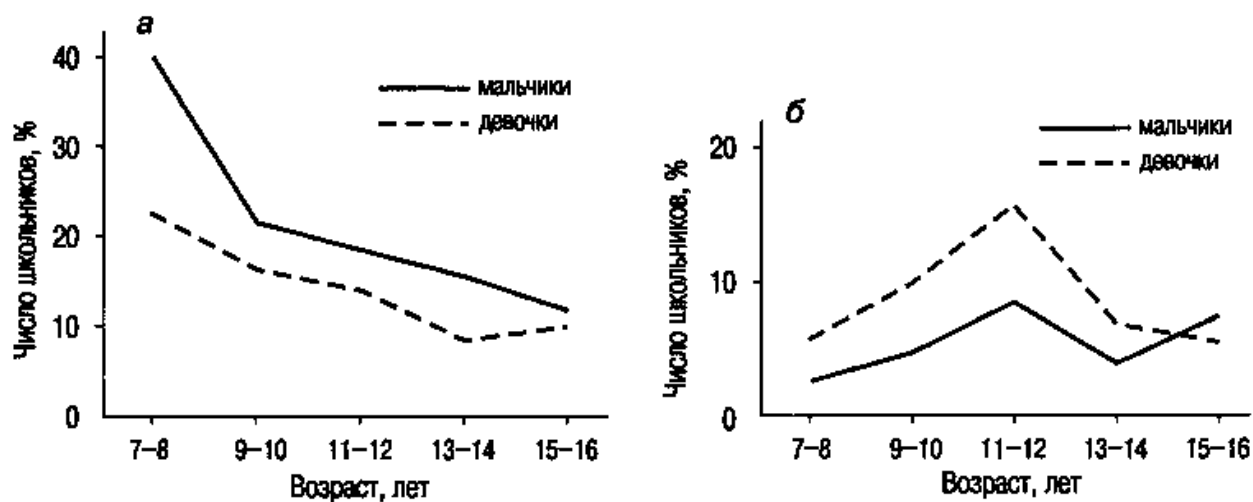 а
Число школьников, %
40
30
20
10
0
мальчики
девочки
7–8
9–10
11–12
13–14
15–16
Возраст, лет
б
Число школьников, %
20
10
0
мальчики
девочки
7–8
9–10
11–12
13–14
15–16
Возраст, лет